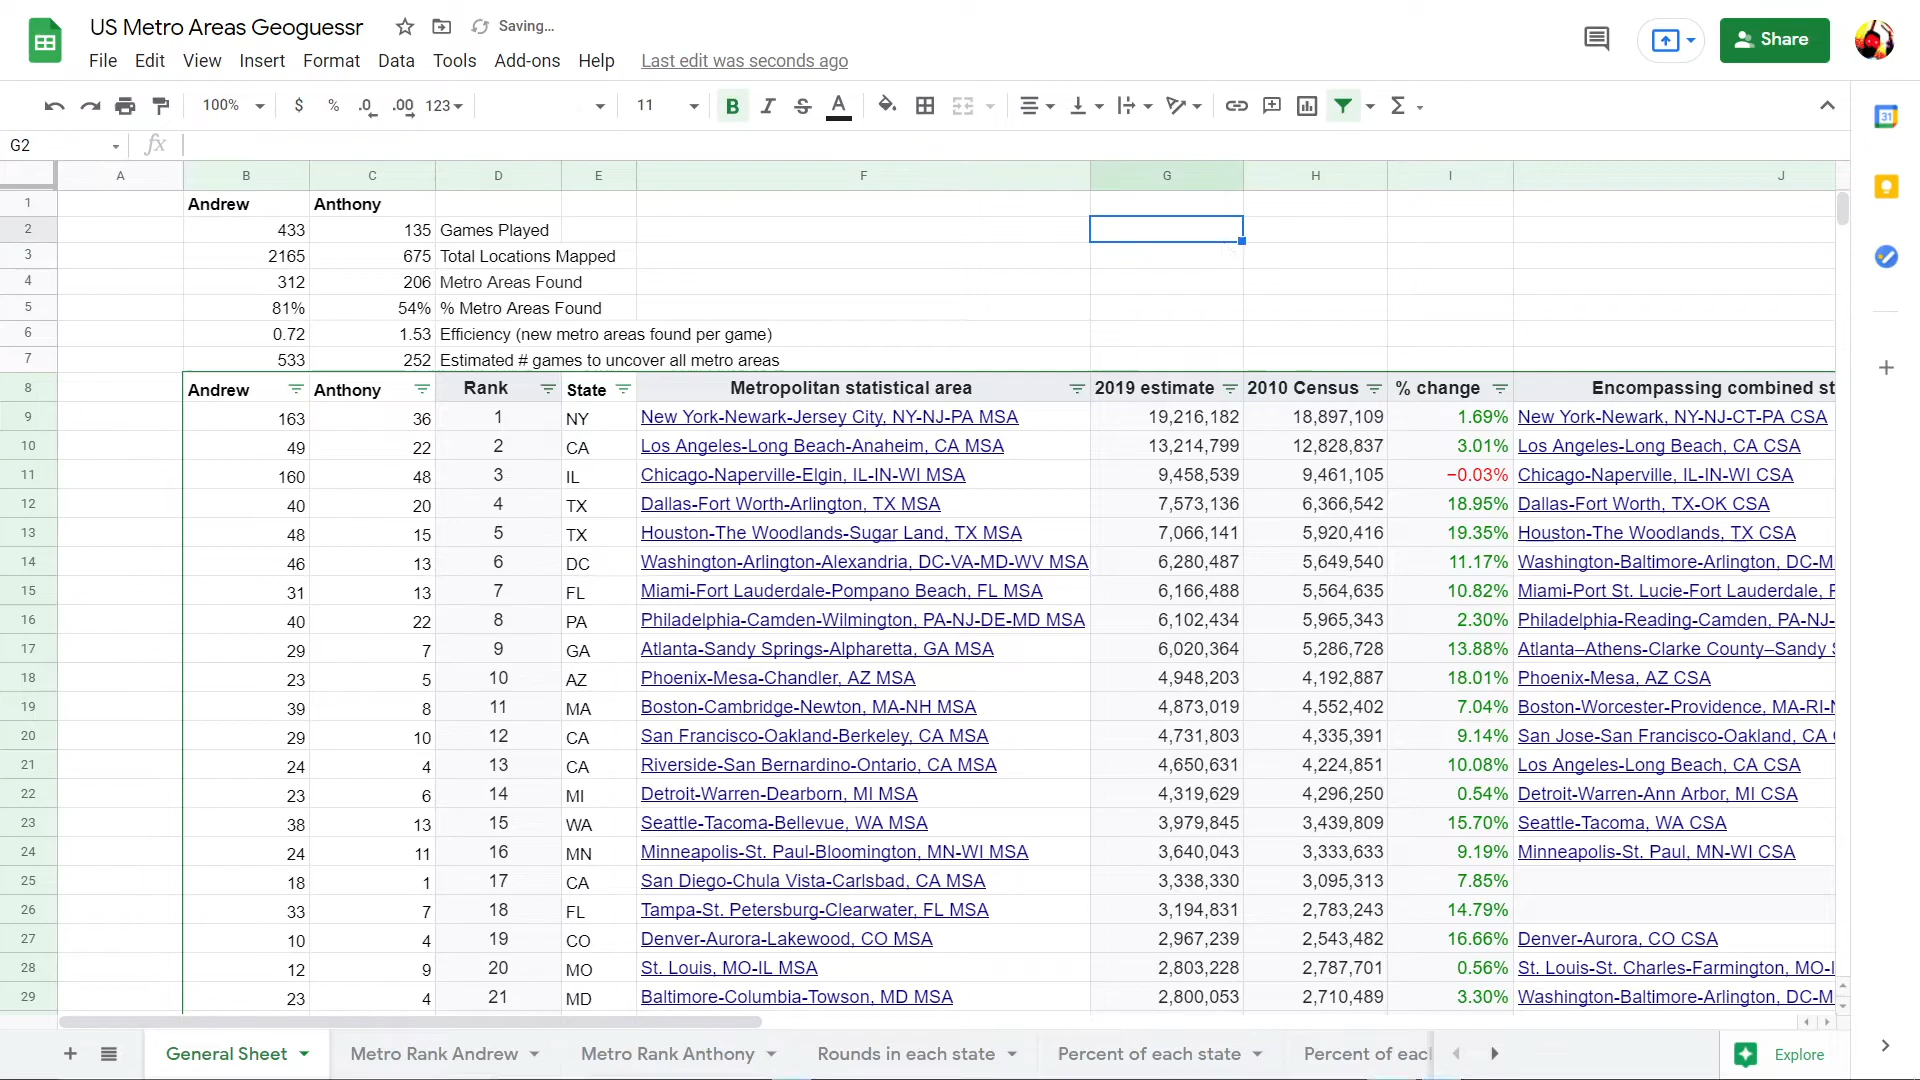 US Metro Areas Geoguessr Saving...
File Edit View Insert Format Data Tools Add-ons Help Last edit was seconds ago
Share
100% $ % .0 .00 123 11 B I S A Σ
31
G2 fx
A B C D E F G H I J
1 Andrew Anthony
2 433 135 Games Played
3 2165 675 Total Locations Mapped
4 312 206 Metro Areas Found
5 81% 54% % Metro Areas Found
6 0.72 1.53 Efficiency (new metro areas found per game)
7 533 252 Estimated # games to uncover all metro areas
8 Andrew Anthony Rank State Metropolitan statistical area 2019 estimate 2010 Census % change Encompassing combined st
9 163 36 1 NY New York-Newark-Jersey City, NY-NJ-PA MSA 19,216,182 18,897,109 1.69% New York-Newark, NY-NJ-CT-PA CSA
10 49 22 2 CA Los Angeles-Long Beach-Anaheim, CA MSA 13,214,799 12,828,837 3.01% Los Angeles-Long Beach, CA CSA
11 160 48 3 IL Chicago-Naperville-Elgin, IL-IN-WI MSA 9,458,539 9,461,105 −0.03% Chicago-Naperville, IL-IN-WI CSA
12 40 20 4 TX Dallas-Fort Worth-Arlington, TX MSA 7,573,136 6,366,542 18.95% Dallas-Fort Worth, TX-OK CSA
13 48 15 5 TX Houston-The Woodlands-Sugar Land, TX MSA 7,066,141 5,920,416 19.35% Houston-The Woodlands, TX CSA
14 46 13 6 DC Washington-Arlington-Alexandria, DC-VA-MD-WV MSA 6,280,487 5,649,540 11.17% Washington-Baltimore-Arlington, DC-M
15 31 13 7 FL Miami-Fort Lauderdale-Pompano Beach, FL MSA 6,166,488 5,564,635 10.82% Miami-Port St. Lucie-Fort Lauderdale, F
16 40 22 8 PA Philadelphia-Camden-Wilmington, PA-NJ-DE-MD MSA 6,102,434 5,965,343 2.30% Philadelphia-Reading-Camden, PA-NJ-
17 29 7 9 GA Atlanta-Sandy Springs-Alpharetta, GA MSA 6,020,364 5,286,728 13.88% Atlanta–Athens-Clarke County–Sandy S
18 23 5 10 AZ Phoenix-Mesa-Chandler, AZ MSA 4,948,203 4,192,887 18.01% Phoenix-Mesa, AZ CSA
19 39 8 11 MA Boston-Cambridge-Newton, MA-NH MSA 4,873,019 4,552,402 7.04% Boston-Worcester-Providence, MA-RI-N
20 29 10 12 CA San Francisco-Oakland-Berkeley, CA MSA 4,731,803 4,335,391 9.14% San Jose-San Francisco-Oakland, CA
21 24 4 13 CA Riverside-San Bernardino-Ontario, CA MSA 4,650,631 4,224,851 10.08% Los Angeles-Long Beach, CA CSA
22 23 6 14 MI Detroit-Warren-Dearborn, MI MSA 4,319,629 4,296,250 0.54% Detroit-Warren-Ann Arbor, MI CSA
23 38 13 15 WA Seattle-Tacoma-Bellevue, WA MSA 3,979,845 3,439,809 15.70% Seattle-Tacoma, WA CSA
24 24 11 16 MN Minneapolis-St. Paul-Bloomington, MN-WI MSA 3,640,043 3,333,633 9.19% Minneapolis-St. Paul, MN-WI CSA
25 18 1 17 CA San Diego-Chula Vista-Carlsbad, CA MSA 3,338,330 3,095,313 7.85%
26 33 7 18 FL Tampa-St. Petersburg-Clearwater, FL MSA 3,194,831 2,783,243 14.79%
27 10 4 19 CO Denver-Aurora-Lakewood, CO MSA 2,967,239 2,543,482 16.66% Denver-Aurora, CO CSA
28 12 9 20 MO St. Louis, MO-IL MSA 2,803,228 2,787,701 0.56% St. Louis-St. Charles-Farmington, MO-I
29 23 4 21 MD Baltimore-Columbia-Towson, MD MSA 2,800,053 2,710,489 3.30% Washington-Baltimore-Arlington, DC-M
General Sheet Metro Rank Andrew Metro Rank Anthony Rounds in each state Percent of each state Percent of eac Explore